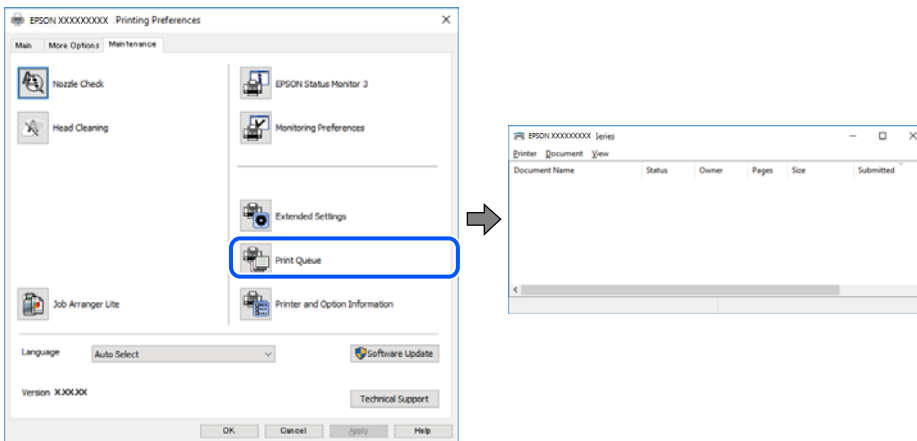 EPSON XXXXXXXXX Printing Preferences
Main More Options Maintenance
Nozzle Check
EPSON Status Monitor 3
Head Cleaning
Monitoring Preferences
Extended Settings
Print Queue
Job Arranger Lite
Printer and Option Information
Language Auto Select
Software Update
Version X.XX.XX
Technical Support
OK Cancel Apply Help
EPSON XXXXXXXXX Series
Printer Document View
Document Name Status Owner Pages Size Submitted